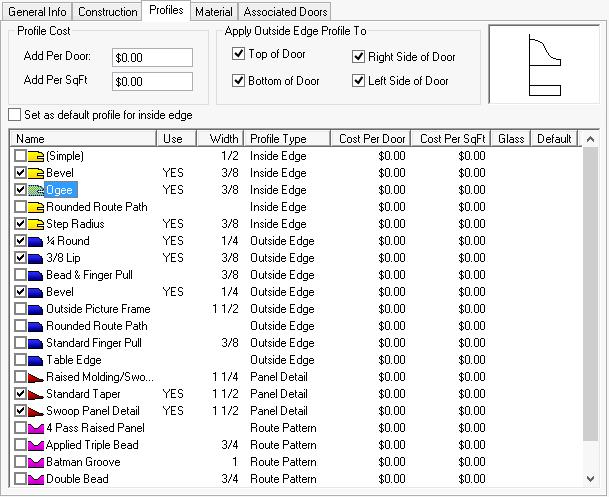 General Info Construction Profiles Material Associated Doors
Profile Cost
Add Per Door: $0.00
Add Per SqFt $0.00
Apply Outside Edge Profile To
Top of Door Right Side of Door
Bottom of Door Left Side of Door
Set as default profile for inside edge
Name Use Width Profile Type Cost Per Door Cost Per SqFt Glass Default
(Simple) 1/2 Inside Edge $0.00 $0.00
Bevel YES 3/8 Inside Edge $0.00 $0.00
Ogee YES 3/8 Inside Edge $0.00 $0.00
Rounded Route Path Inside Edge $0.00 $0.00
Step Radius YES 3/8 Inside Edge $0.00 $0.00
¼ Round YES 1/4 Outside Edge $0.00 $0.00
3/8 Lip YES 3/8 Outside Edge $0.00 $0.00
Bead & Finger Pull 3/8 Outside Edge $0.00 $0.00
Bevel YES 1/4 Outside Edge $0.00 $0.00
Outside Picture Frame 1 1/2 Outside Edge $0.00 $0.00
Rounded Route Path Outside Edge $0.00 $0.00
Standard Finger Pull 3/8 Outside Edge $0.00 $0.00
Table Edge Outside Edge $0.00 $0.00
Raised Molding/Swo... 1 1/4 Panel Detail $0.00 $0.00
Standard Taper YES 1 1/2 Panel Detail $0.00 $0.00
Swoop Panel Detail YES 1 1/2 Panel Detail $0.00 $0.00
4 Pass Raised Panel Route Pattern $0.00 $0.00
Applied Triple Bead 3/4 Route Pattern $0.00 $0.00
Batman Groove 1 Route Pattern $0.00 $0.00
Double Bead 3/4 Route Pattern $0.00 $0.00